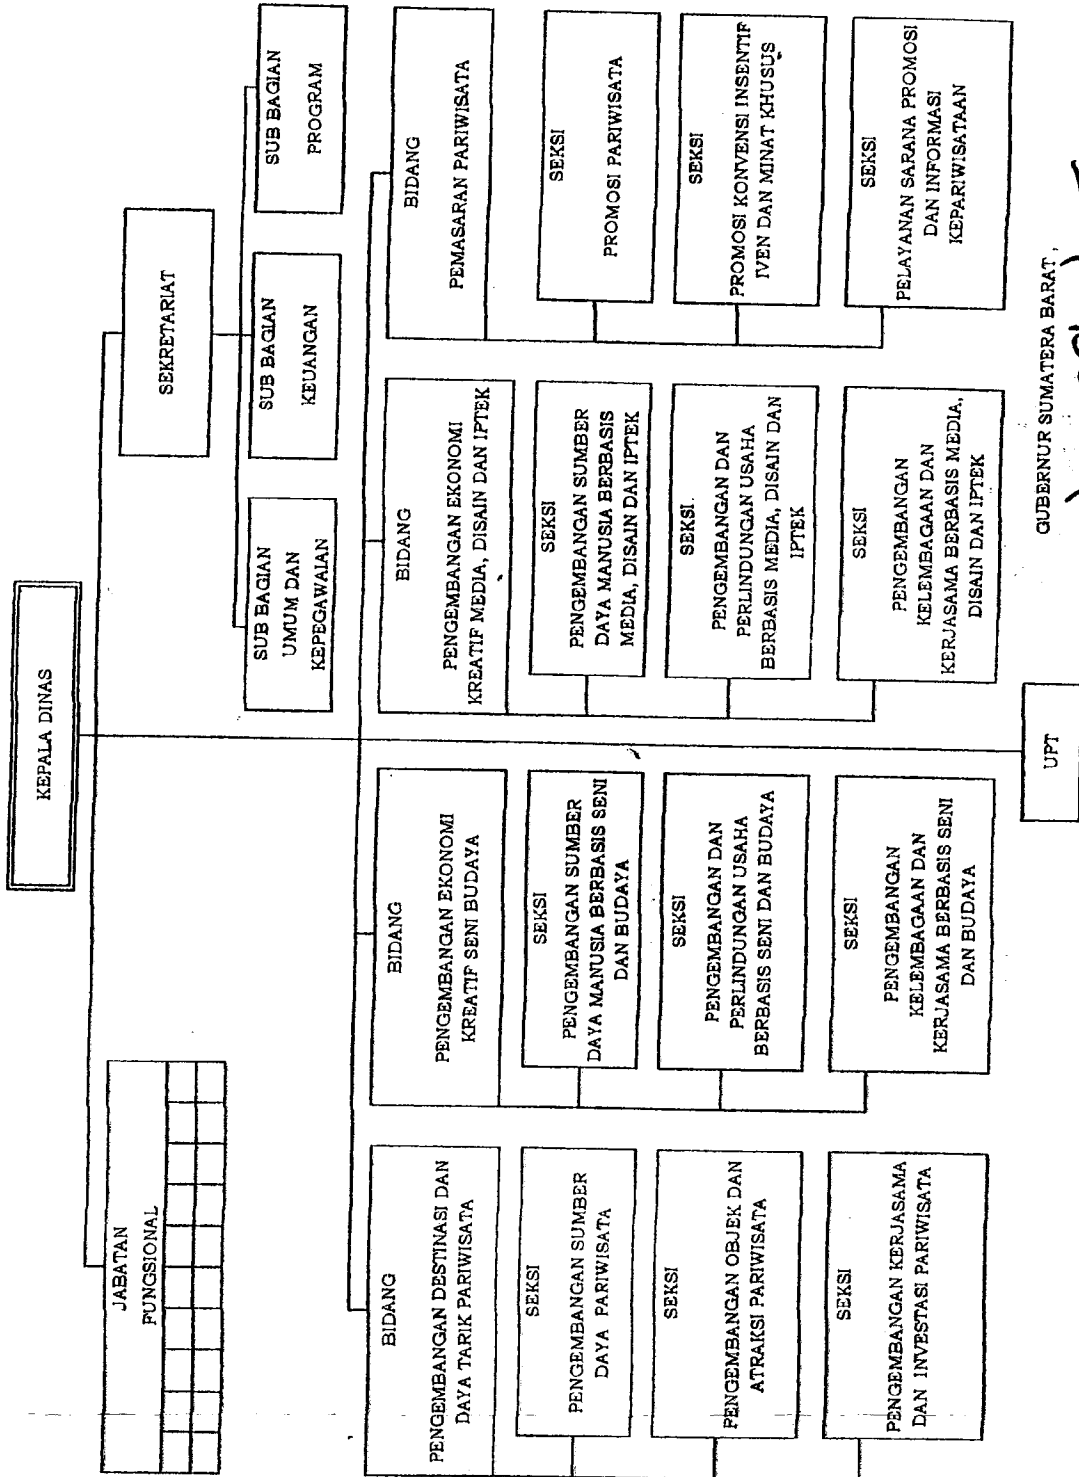 KEPALA DINAS
JABATAN
FUNGSIONAL
SEKRETARIAT
SUB BAGIAN
UMUM DAN
KEPEGAWAIAN
SUB BAGIAN
KEUANGAN
SUB BAGIAN
PROGRAM
BIDANG
PENGEMBANGAN DESTINASI DAN
DAYA TARIK PARIWISATA
SEKSI
PENGEMBANGAN SUMBER
DAYA PARIWISATA
SEKSI
PENGEMBANGAN OBJEK DAN
ATRAKSI PARIWISATA
SEKSI
PENGEMBANGAN KERJASAMA
DAN INVESTASI PARIWISATA
BIDANG
PENGEMBANGAN EKONOMI
KREATIF SENI BUDAYA
SEKSI
PENGEMBANGAN SUMBER
DAYA MANUSIA BERBASIS SENI
DAN BUDAYA
SEKSI
PENGEMBANGAN DAN
PERLINDUNGAN USAHA
BERBASIS SENI DAN BUDAYA
SEKSI
PENGEMBANGAN
KELEMBAGAAN DAN
KERJASAMA BERBASIS SENI
DAN BUDAYA
BIDANG
PENGEMBANGAN EKONOMI
KREATIF MEDIA, DISAIN DAN IPTEK
SEKSI
PENGEMBANGAN SUMBER
DAYA MANUSIA BERBASIS
MEDIA, DISAIN DAN IPTEK
SEKSI.
PENGEMBANGAN DAN
PERLINDUNGAN USAHA
BERBASIS MEDIA, DISAIN DAN
IPTEK
SEKSI
PENGEMBANGAN
KELEMBAGAAN DAN
KERJASAMA BERBASIS MEDIA,
DISAIN DAN IPTEK
BIDANG
PEMASARAN PARIWISATA
SEKSI
PROMOSI PARIWISATA
SEKSI
PROMOSI KONVENSI INSENTIF
IVEN DAN MINAT KHUSUS
SEKSI
PELAYANAN SARANA PROMOSI
DAN INFORMASI
KEPARIWISATAAN
UPT
GUBERNUR SUMATERA BARAT,